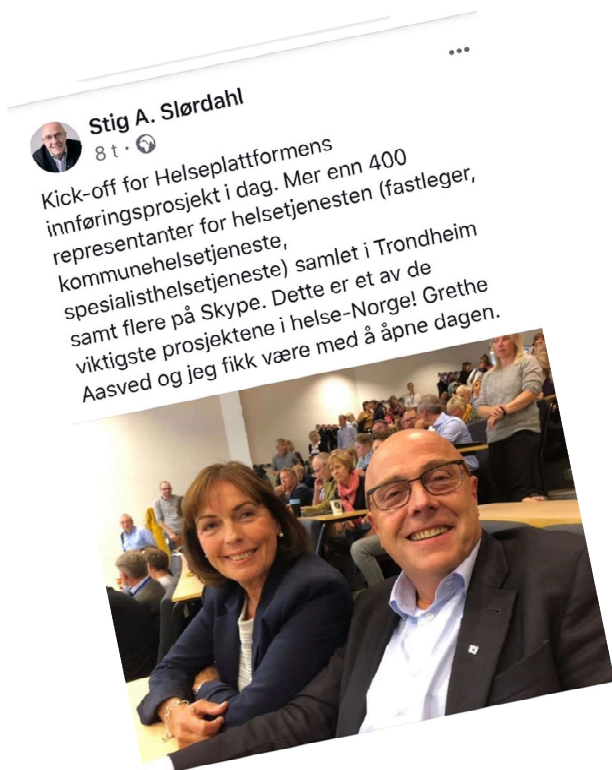 Stig A. Slørdahl
8 t ·
Kick-off for Helseplattformens
innføringsprosjekt i dag. Mer enn 400
representanter for helsetjenesten (fastleger,
kommunehelsetjeneste,
spesialisthelsetjeneste) samlet i Trondheim
samt flere på Skype. Dette er et av de
viktigste prosjektene i helse-Norge! Grethe
Aasved og jeg fikk være med å åpne dagen.